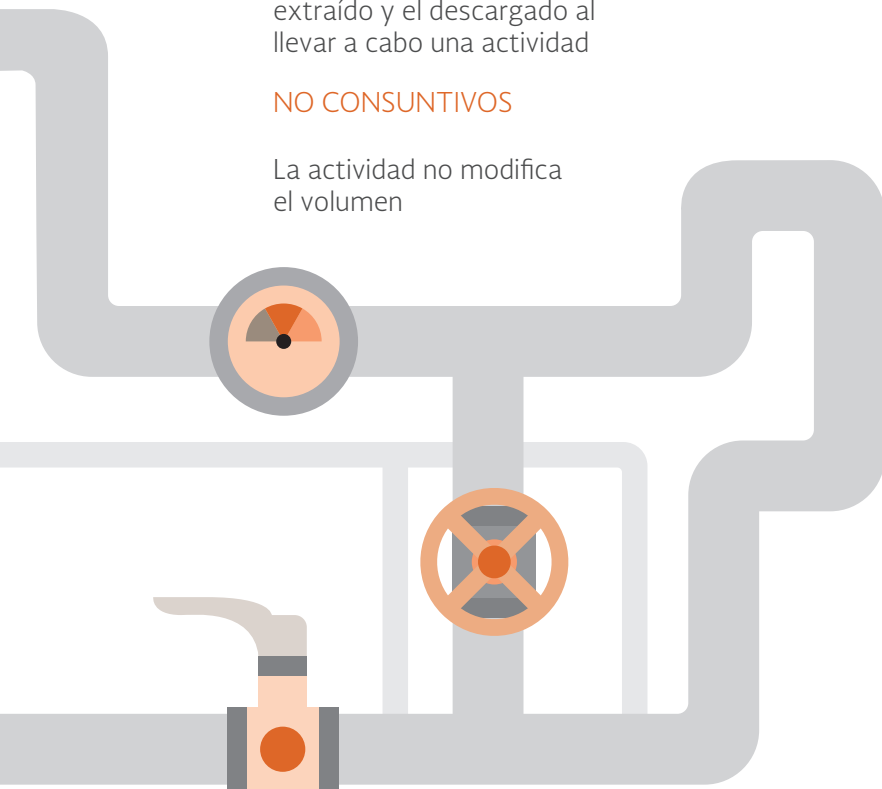 extraído y el descargado al
llevar a cabo una actividad
NO CONSUNTIVOS
La actividad no modifica
el volumen